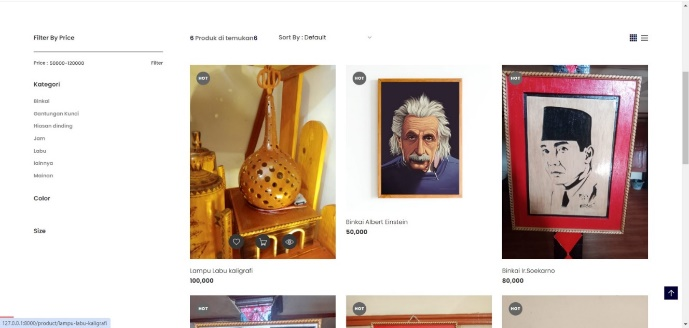 Filter By Price
6 Produk di temukan6
Sort By : Default
Price : 50000-120000
Filter
Kategori
Binkai
Gantungan Kunci
Hiasan dinding
Jam
Labu
lainnya
Mainan
Color
Size
HOT
HOT
HOT
Lampu Labu kaligrafi
100,000
Binkai Albert Einstein
50,000
Binkai Ir.Soekarno
80,000
HOT
HOT
HOT
127.0.0.1:8000/product/lampu-labu-kaligrafi